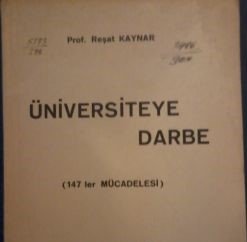 Prof. Reşat KAYNAR
ÜNİVERSİTEYE
DARBE
(147 ler MÜCADELESİ)